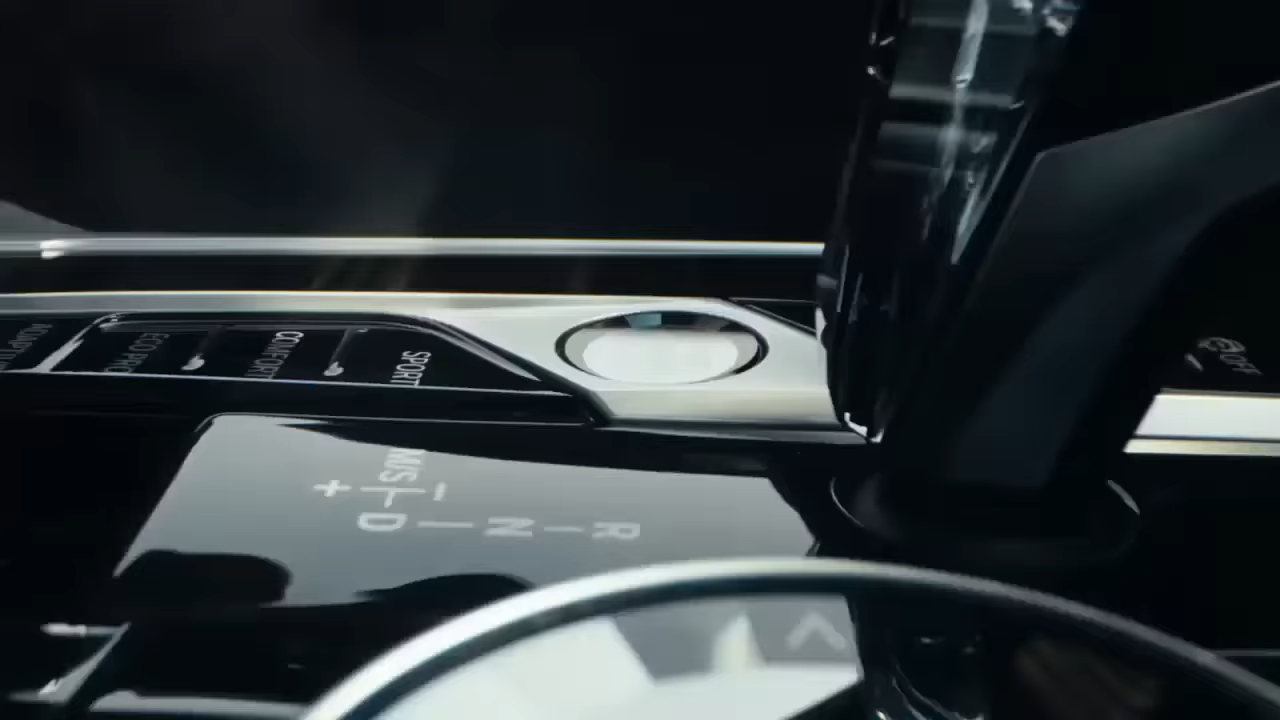 ECO PRO
COMFORT
SPORT
M/S
+
−
D
N
R
OFF